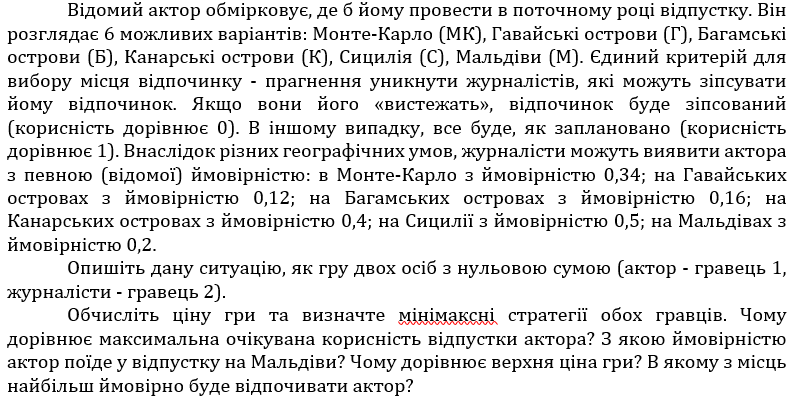 Відомий актор обмірковує, де б йому провести в поточному році відпустку. Він
розглядає 6 можливих варіантів: Монте-Карло (МК), Гавайські острови (Г), Багамські
острови (Б), Канарські острови (К), Сицилія (С), Мальдіви (М). Єдиний критерій для
вибору місця відпочинку - прагнення уникнути журналістів, які можуть зіпсувати
йому відпочинок. Якщо вони його «вистежать», відпочинок буде зіпсований
(корисність дорівнює 0). В іншому випадку, все буде, як заплановано (корисність
дорівнює 1). Внаслідок різних географічних умов, журналісти можуть виявити актора
з певною (відомої) ймовірністю: в Монте-Карло з ймовірністю 0,34; на Гавайських
островах з ймовірністю 0,12; на Багамських островах з ймовірністю 0,16; на
Канарських островах з ймовірністю 0,4; на Сицилії з ймовірністю 0,5; на Мальдівах з
ймовірністю 0,2.
Опишіть дану ситуацію, як гру двох осіб з нульовою сумою (актор - гравець 1,
журналісти - гравець 2).
Обчисліть ціну гри та визначте мінімаксні стратегії обох гравців. Чому
дорівнює максимальна очікувана корисність відпустки актора? З якою ймовірністю
актор поїде у відпустку на Мальдіви? Чому дорівнює верхня ціна гри? В якому з місць
найбільш ймовірно буде відпочивати актор?